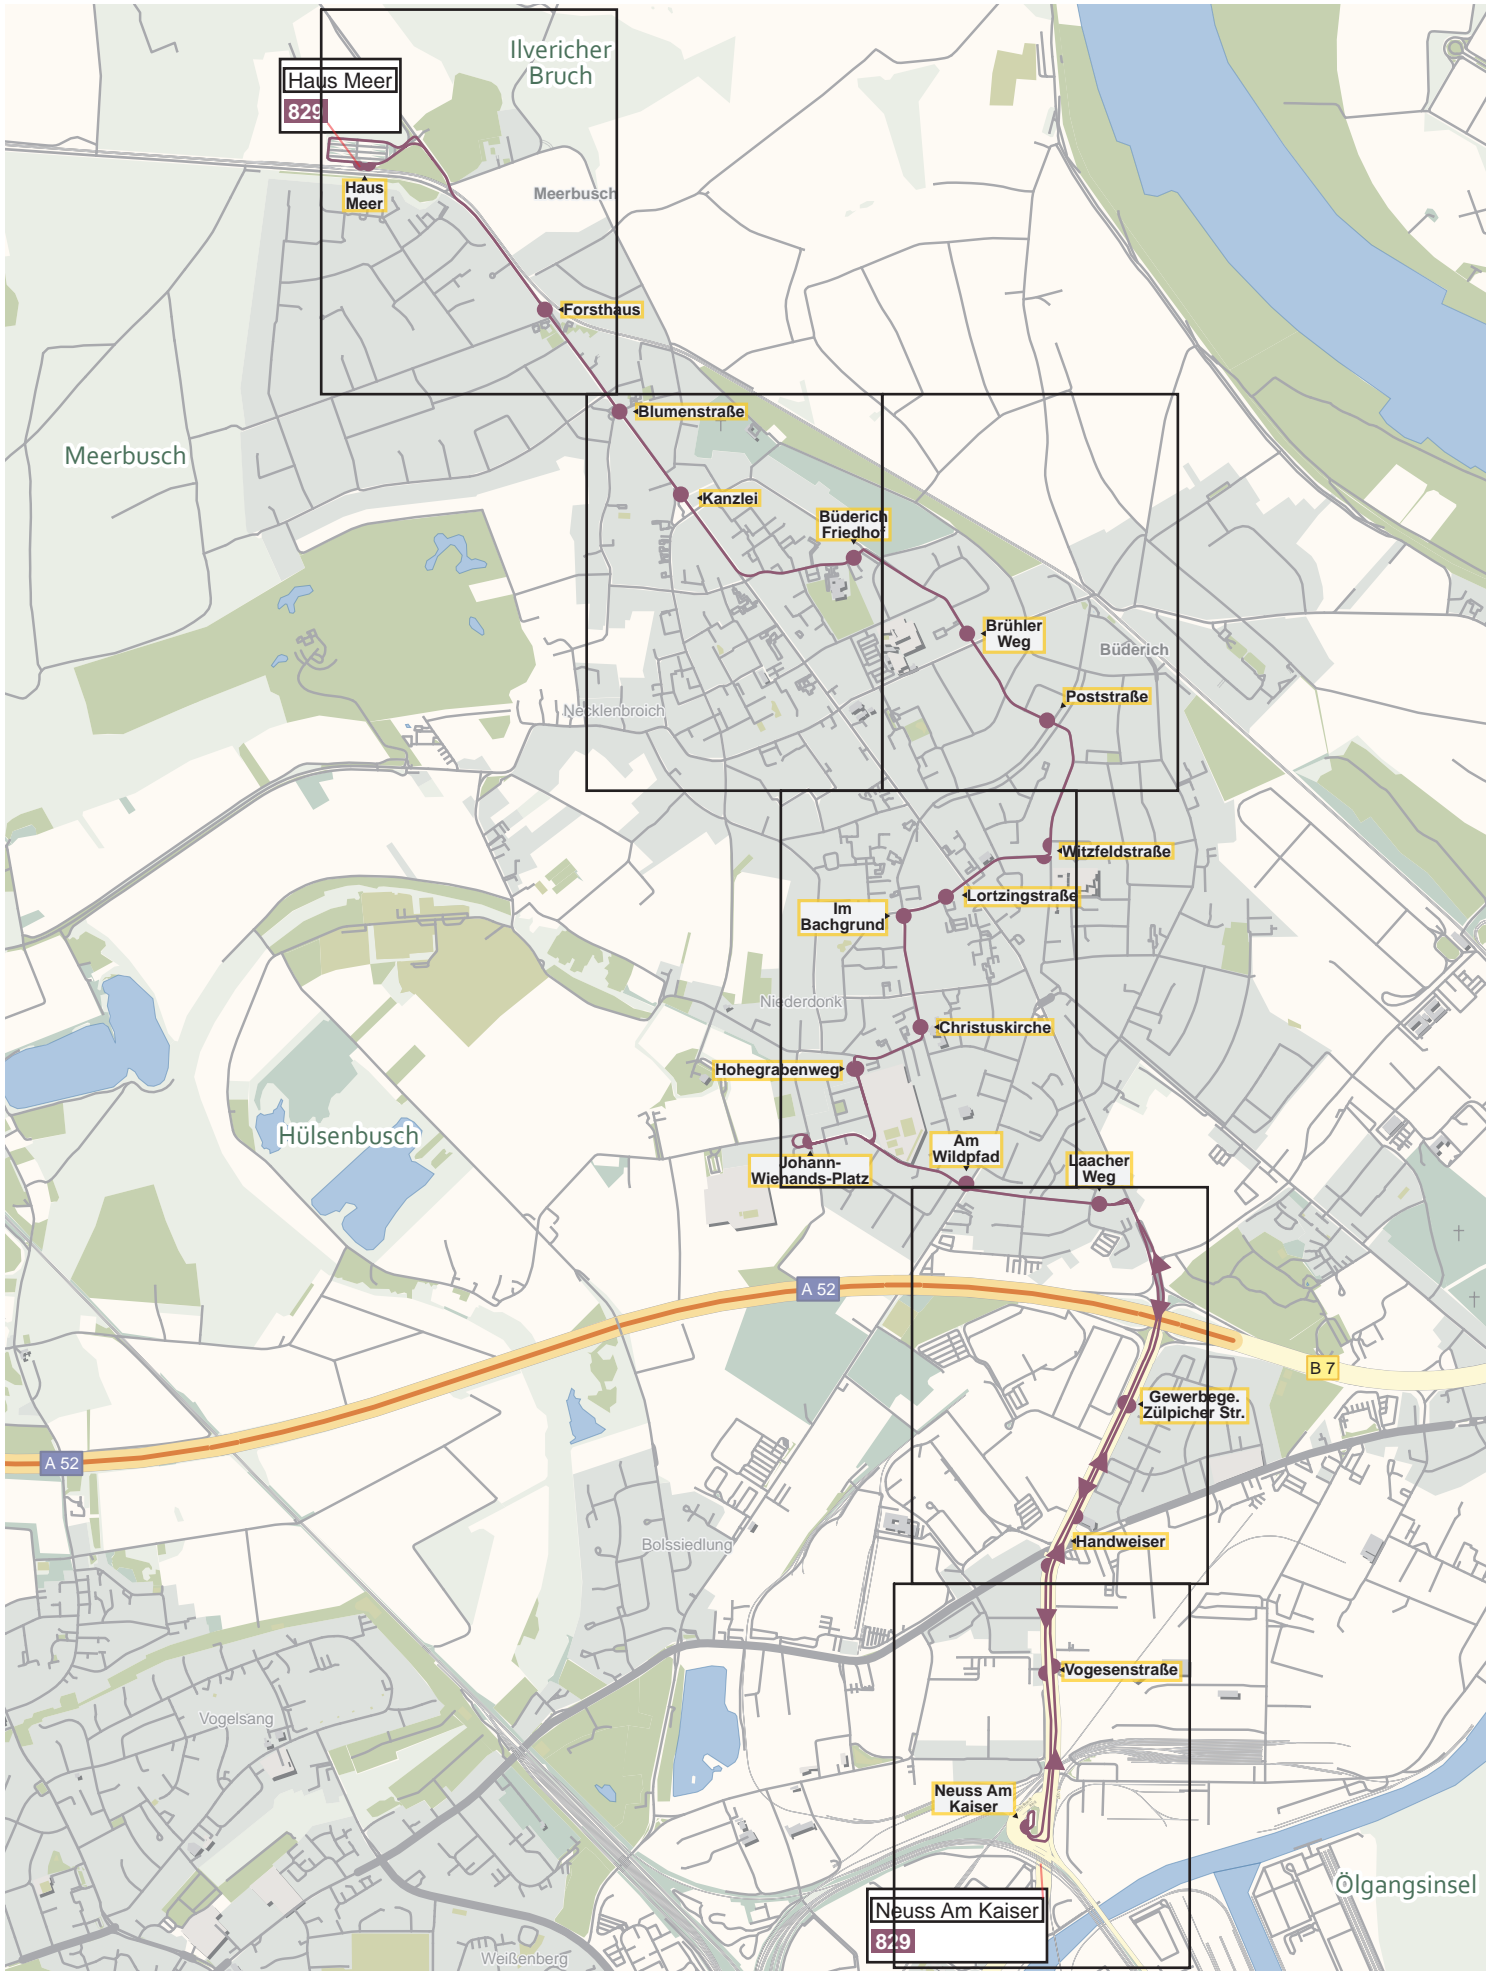 Ilvericher
Bruch
Haus Meer
829
Haus
Meer
Meerbusch
Forsthaus
Blumenstraße
Meerbusch
Kanzlei
Büderich
Friedhof
Brühler
Weg
Büderich
Poststraße
Necklenbroich
Witzfeldstraße
Lortzingstraße
Im
Bachgrund
Niederdonk
Christuskirche
Hohegrabenweg
Hülsenbusch
Am
Wildpfad
Johann-
Wienands-Platz
Laacher
Weg
A 52
B 7
Gewerbege.
Zülpicher Str.
A 52
Handweiser
Bolssiedlung
Vogesenstraße
Vogelsang
Neuss Am
Kaiser
Ölgangsinsel
Neuss Am Kaiser
829
Weißenberg